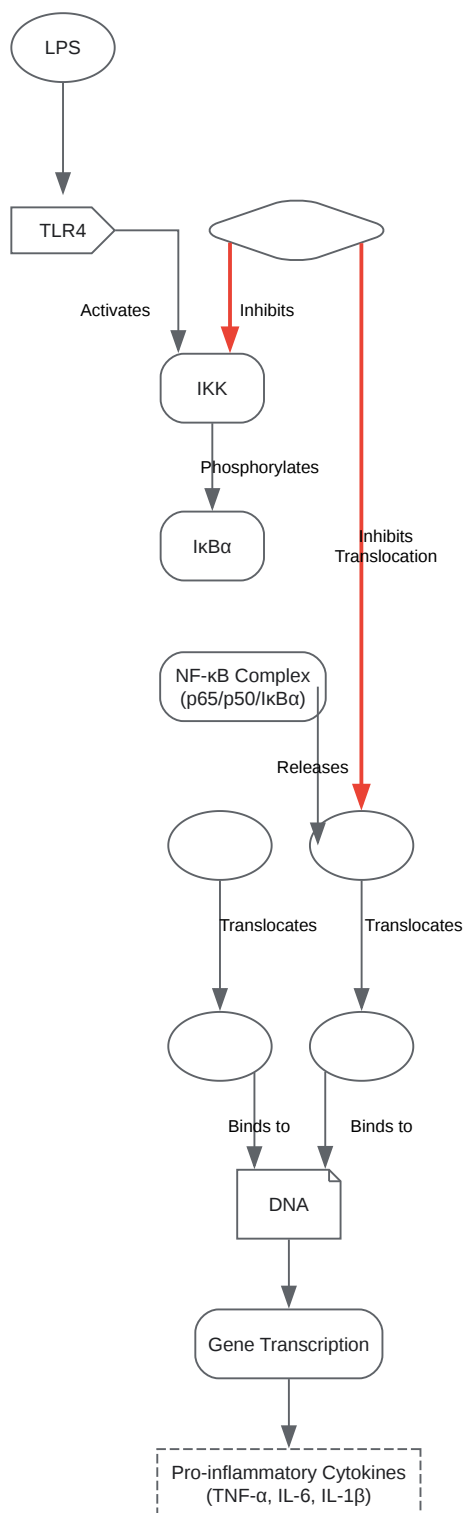 LPS
TLR4
Activates
Inhibits
IKK
Phosphorylates
IκBα
Inhibits
Translocation
NF-κB Complex
(p65/p50/IκBα)
Releases
Translocates
Translocates
Binds to
Binds to
DNA
Gene Transcription
Pro-inflammatory Cytokines
(TNF-α, IL-6, IL-1β)